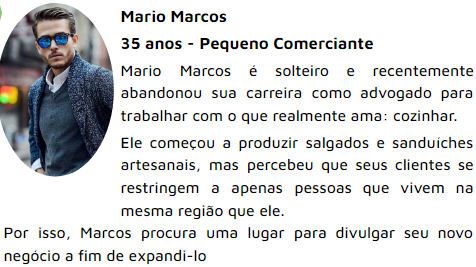 Mario Marcos
35 anos - Pequeno Comerciante
Mario Marcos é solteiro e recentemente
abandonou sua carreira como advogado para
trabalhar com o que realmente ama: cozinhar.
Ele começou a produzir salgados e sanduíches
artesanais, mas percebeu que seus clientes se
restringem a apenas pessoas que vivem na
mesma região que ele.
Por isso, Marcos procura uma lugar para divulgar seu novo
negócio a fim de expandi-lo